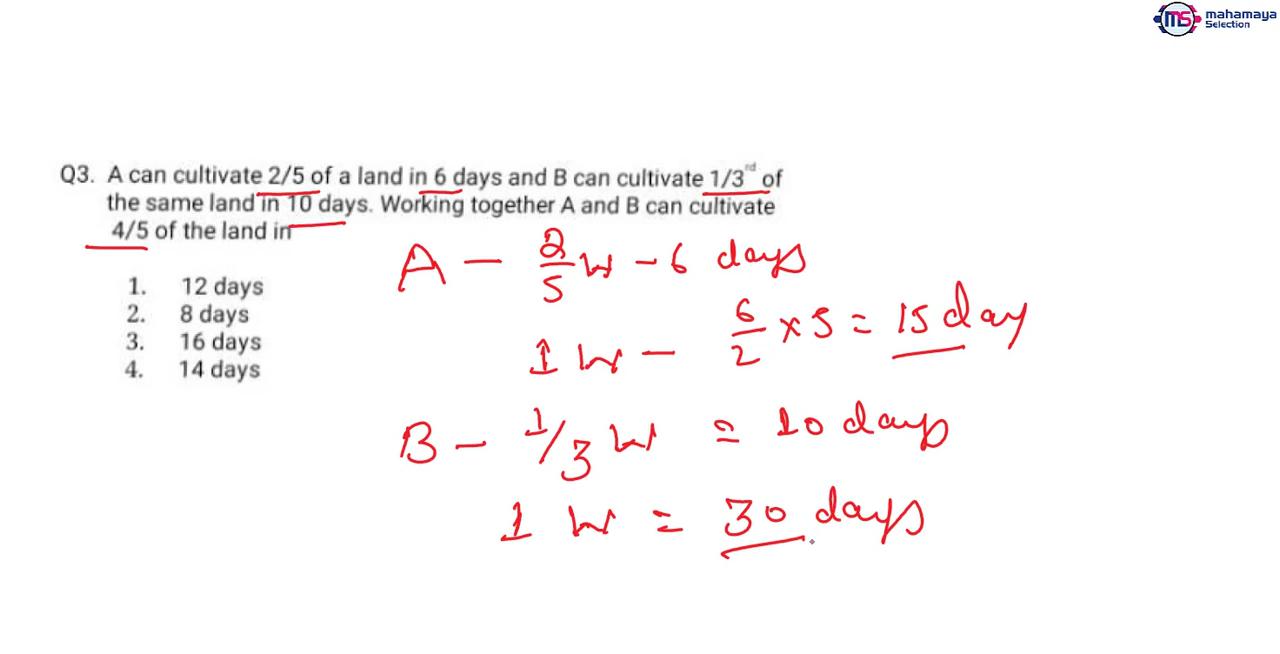 mahamaya
Selection
Q3. A can cultivate 2/5 of a land in 6 days and B can cultivate 1/3rd of
the same land in 10 days. Working together A and B can cultivate
4/5 of the land in
1. 12 days
2. 8 days
3. 16 days
4. 14 days
A - 2/5 W - 6 days
1 W - 6/2 x 5 = 15 day
B - 1/3 W = 10 days
1 W = 30 days